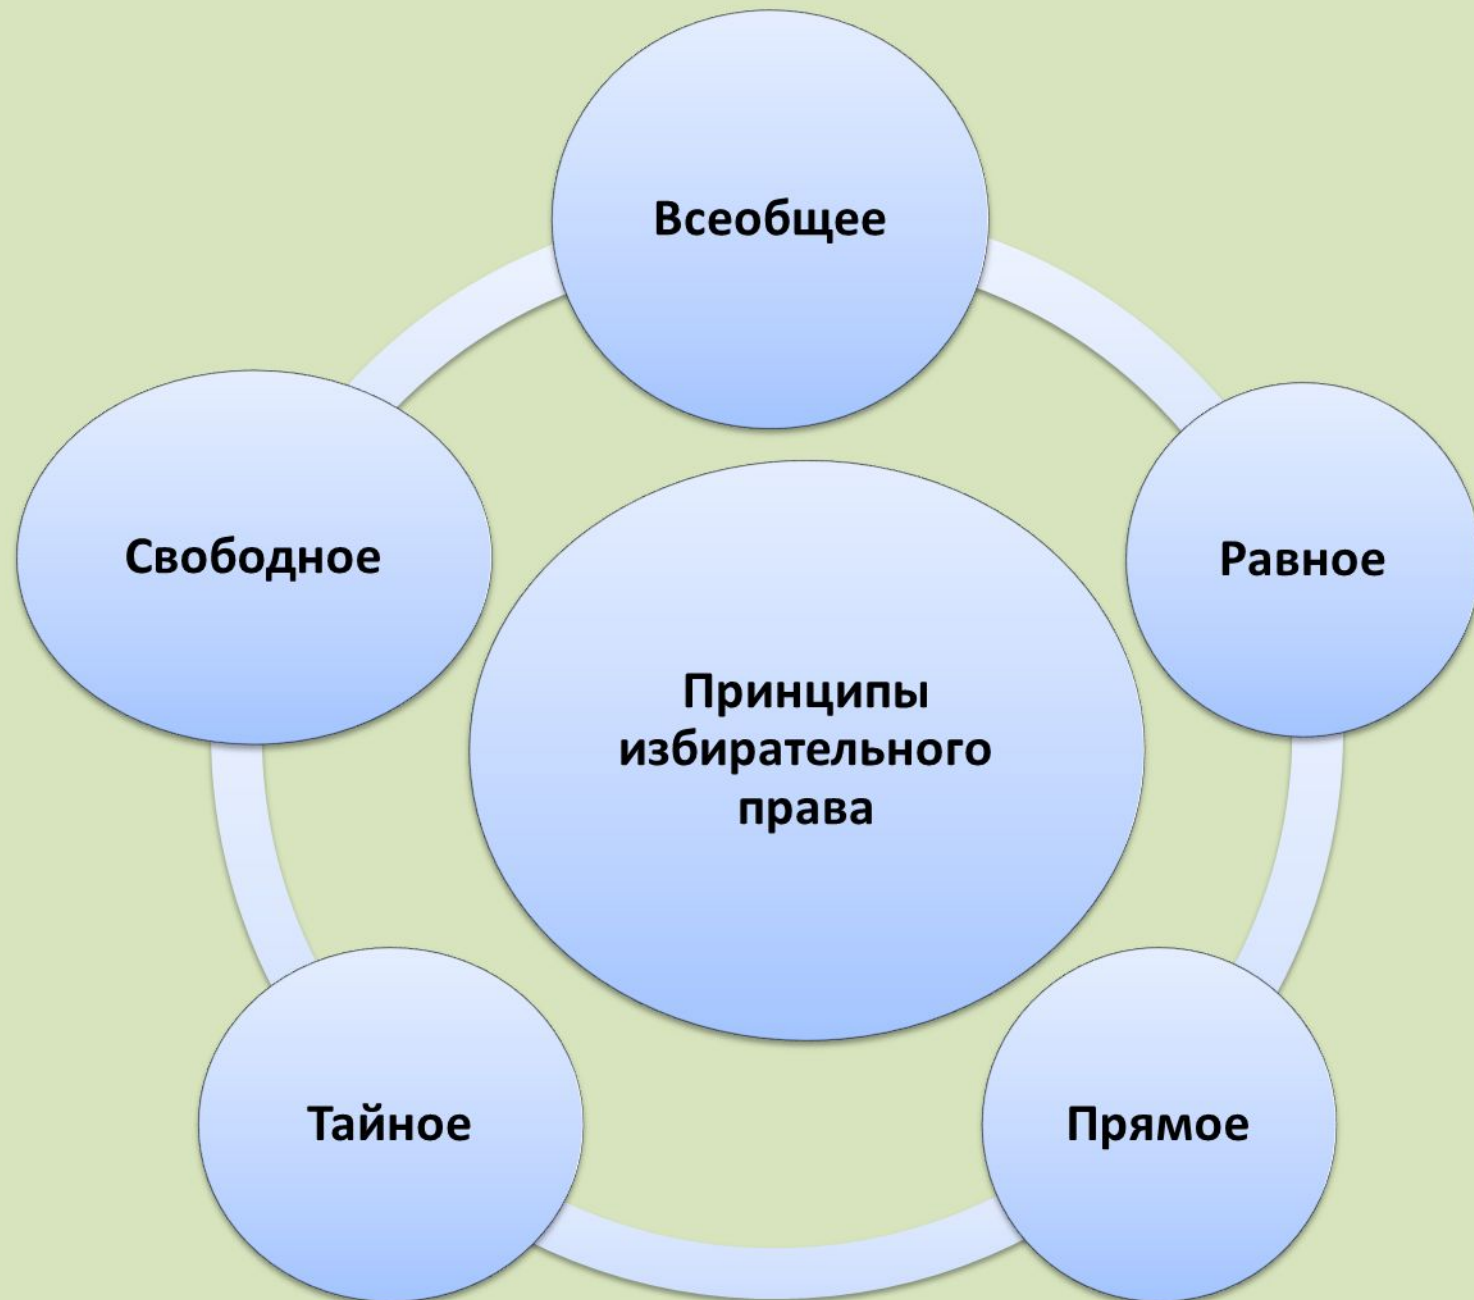 Всеобщее
Свободное
Равное
Принципы
избирательного
права
Тайное
Прямое